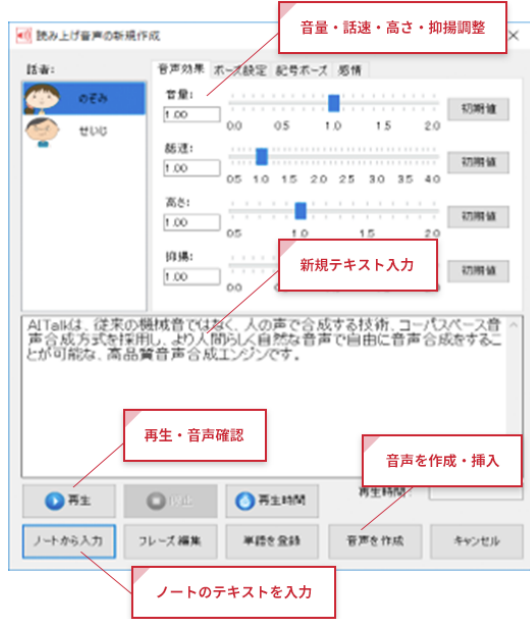 音量・話速・高さ・抑揚調整
読み上げ音声の新規作成
話者:
音声効果 ポーズ設定 記号ポーズ 感情
のぞみ
せいじ
音量:
1.00
0.0 0.5 1.0 1.5 2.0
初期値
話速:
1.00
0.5 1.0 1.5 2.0 2.5 3.0 3.5 4.0
初期値
高さ:
1.00
0.5 1.0 1.5 2.0
初期値
抑揚:
1.00
0.0 2.0
初期値
新規テキスト入力
AITalkは、従来の機械音ではなく、人の声で合成する技術、コーパスベース音
声合成方式を採用し、より人間らしく自然な音声で自由に音声合成をするこ
とが可能な、高品質音声合成エンジンです。
再生・音声確認
音声を作成・挿入
再生
停止
再生時間
再生時間:
ノートから入力
フレーズ編集
単語を登録
音声を作成
キャンセル
ノートのテキストを入力